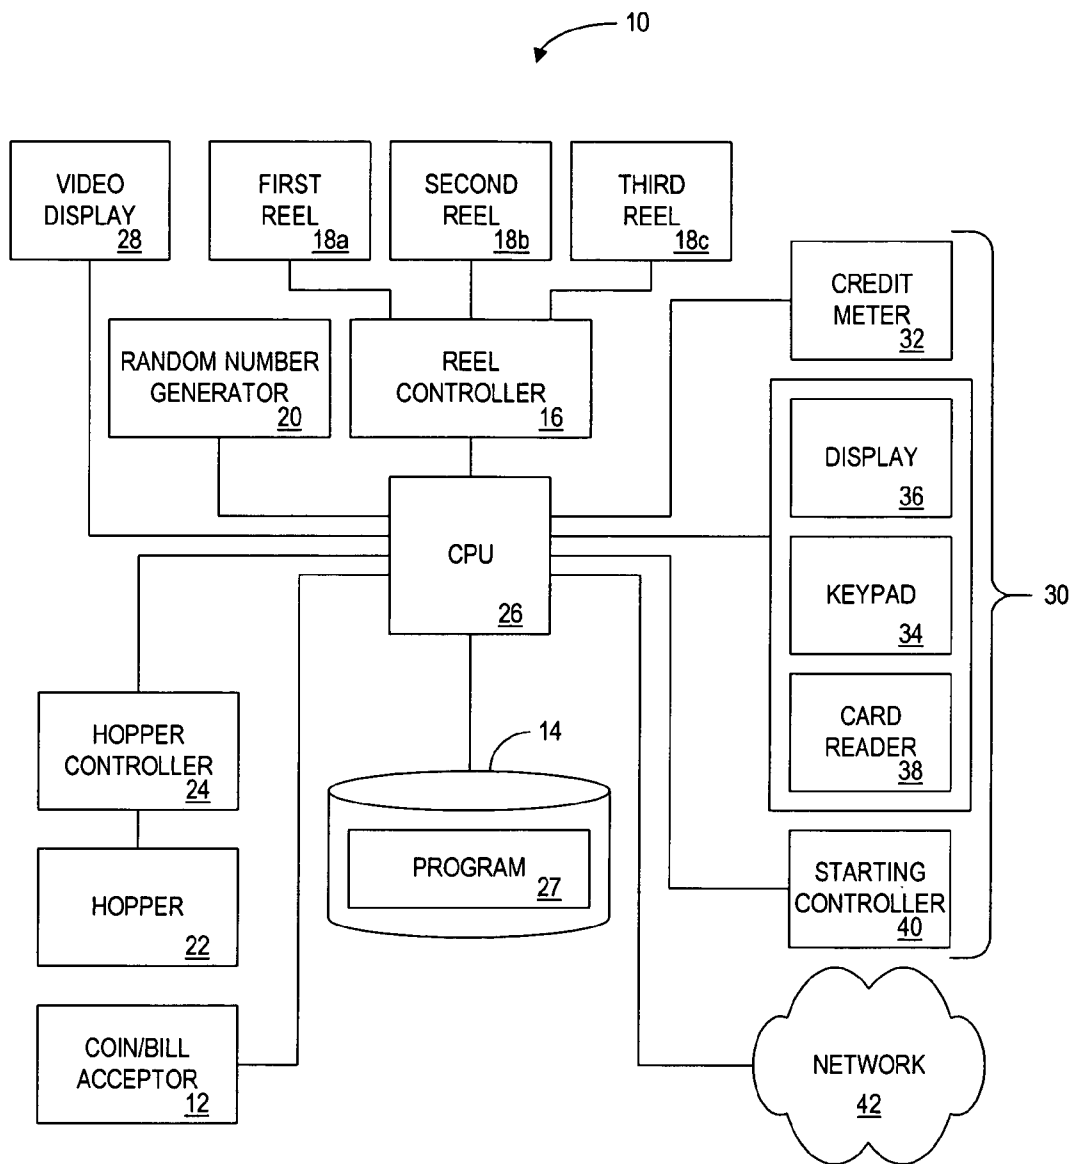 10
VIDEO
DISPLAY
28
FIRST
REEL
18a
SECOND
REEL
18b
THIRD
REEL
18c
CREDIT
METER
32
RANDOM NUMBER
GENERATOR
20
REEL
CONTROLLER
16
DISPLAY
36
CPU
26
KEYPAD
34
30
CARD
READER
38
HOPPER
CONTROLLER
24
14
PROGRAM
27
HOPPER
22
STARTING
CONTROLLER
40
COIN/BILL
ACCEPTOR
12
NETWORK
42